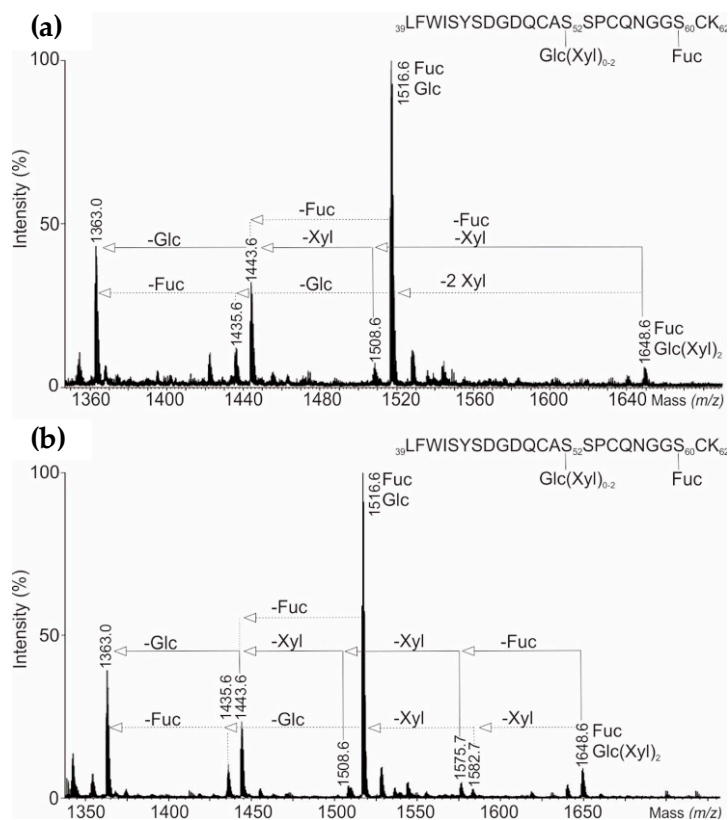 (a)
₃₉LFWISYSDGDQCAS₅₂SPCQNGGS₆₀CK₆₂
Glc(Xyl)₀₋₂ Fuc
Intensity (%)
100
50
0
1363.0
1435.6
1443.6
1508.6
1516.6
Fuc
Glc
-Fuc
-Fuc
-Glc
-Xyl
-Xyl
-Fuc
-Glc
-2 Xyl
1648.6
Fuc
Glc(Xyl)₂
1360 1400 1440 1480 1520 1560 1600 1640 Mass (m/z)
(b)
₃₉LFWISYSDGDQCAS₅₂SPCQNGGS₆₀CK₆₂
Glc(Xyl)₀₋₂ Fuc
Intensity (%)
100
50
0
1363.0
1435.6
1443.6
1508.6
1516.6
Fuc
Glc
-Fuc
-Glc
-Xyl
-Xyl
-Fuc
-Fuc
-Glc
-Xyl
-Xyl
1575.7
1582.7
1648.6
Fuc
Glc(Xyl)₂
1350 1400 1450 1500 1550 1600 1650 Mass (m/z)